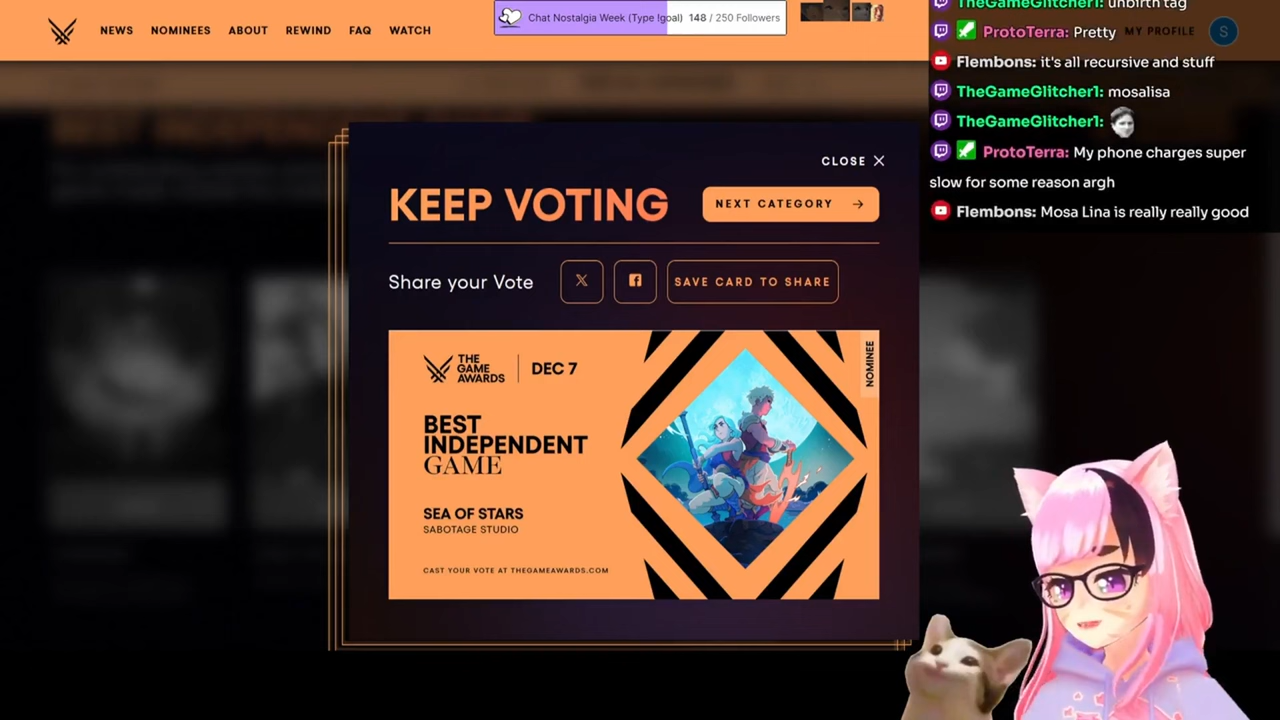 NEWS NOMINEES ABOUT REWIND FAQ WATCH
Chat Nostalgia Week (Type !goal) 148 / 250 Followers
MY PROFILE S
TheGameGlitcher1: unbirth tag
ProtoTerra: Pretty
Flembons: it's all recursive and stuff
TheGameGlitcher1: mosalisa
TheGameGlitcher1:
ProtoTerra: My phone charges super
slow for some reason argh
Flembons: Mosa Lina is really really good
CLOSE
KEEP VOTING
NEXT CATEGORY
Share your Vote
SAVE CARD TO SHARE
THE
GAME
AWARDS
DEC 7
NOMINEE
BEST
INDEPENDENT
GAME
SEA OF STARS
SABOTAGE STUDIO
CAST YOUR VOTE AT THEGAMEAWARDS.COM